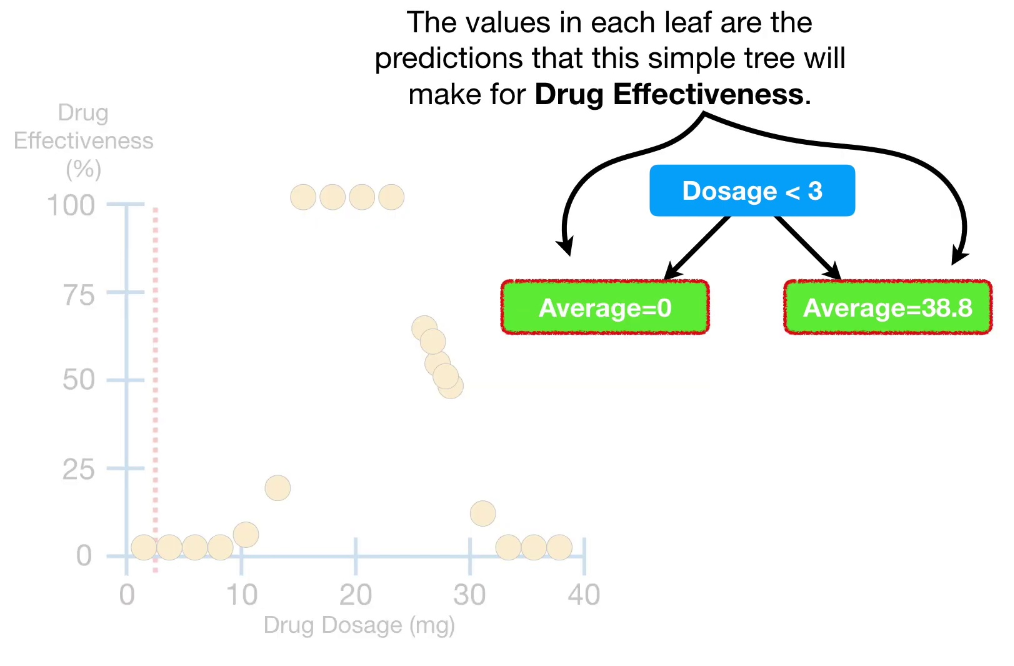 The values in each leaf are the
predictions that this simple tree will
make for Drug Effectiveness.
Drug
Effectiveness
(%)
Dosage < 3
Average=0
Average=38.8
100
75
50
25
0
0 10 20 30 40
Drug Dosage (mg)